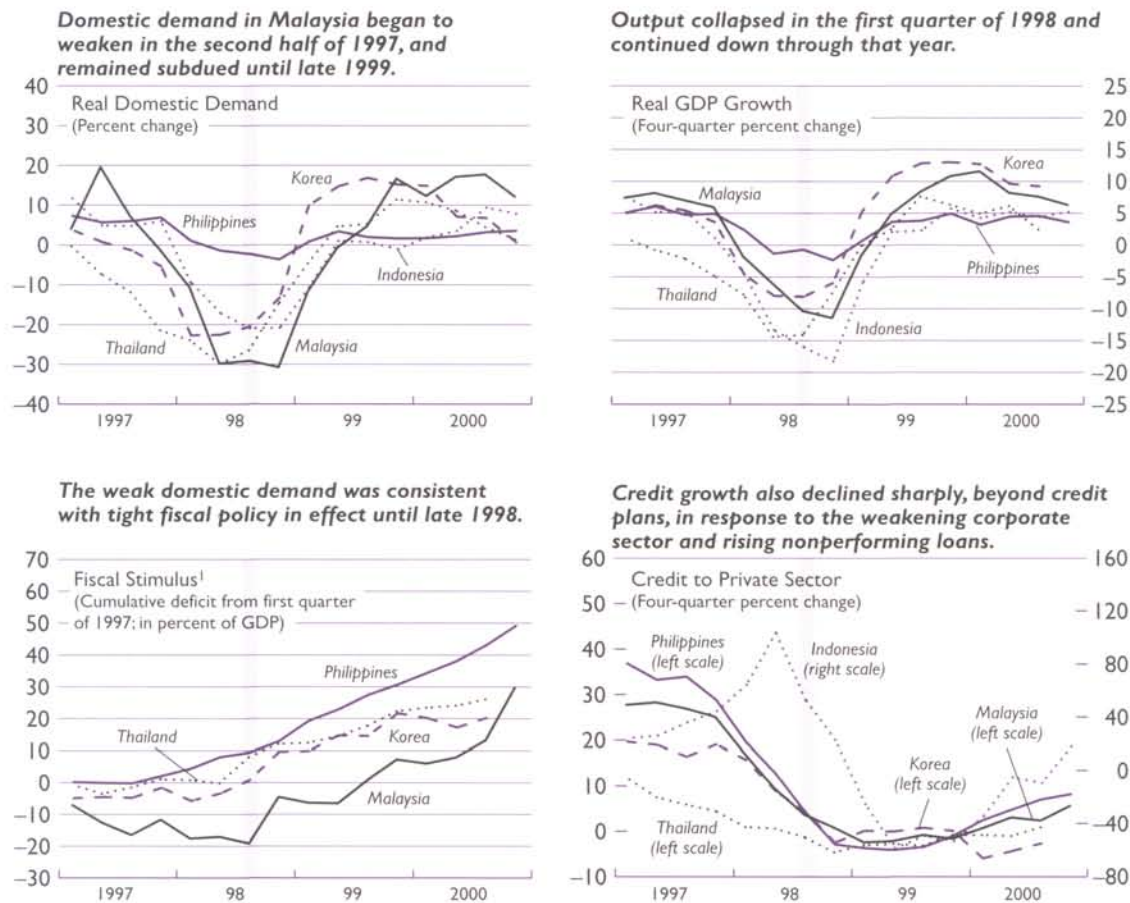 Domestic demand in Malaysia began to
weaken in the second half of 1997, and
remained subdued until late 1999.
40
Real Domestic Demand
(Percent change)
30
20
10
0
−10
−20
−30
−40
Korea
Philippines
Indonesia
Thailand
Malaysia
1997 98 99 2000
Output collapsed in the first quarter of 1998 and
continued down through that year.
Real GDP Growth
(Four-quarter percent change)
25
20
15
10
5
0
−5
−10
−15
−20
−25
Korea
Malaysia
Philippines
Thailand
Indonesia
1997 98 99 2000
The weak domestic demand was consistent
with tight fiscal policy in effect until late 1998.
70
Fiscal Stimulus¹
(Cumulative deficit from first quarter
of 1997; in percent of GDP)
60
50
40
30
20
10
0
−10
−20
−30
Philippines
Thailand
Korea
Malaysia
1997 98 99 2000
Credit growth also declined sharply, beyond credit
plans, in response to the weakening corporate
sector and rising nonperforming loans.
60
Credit to Private Sector
(Four-quarter percent change)
50
40
30
20
10
0
−10
160
120
80
40
0
−40
−80
Philippines
(left scale)
Indonesia
(right scale)
Malaysia
(left scale)
Korea
(left scale)
Thailand
(left scale)
1997 98 99 2000